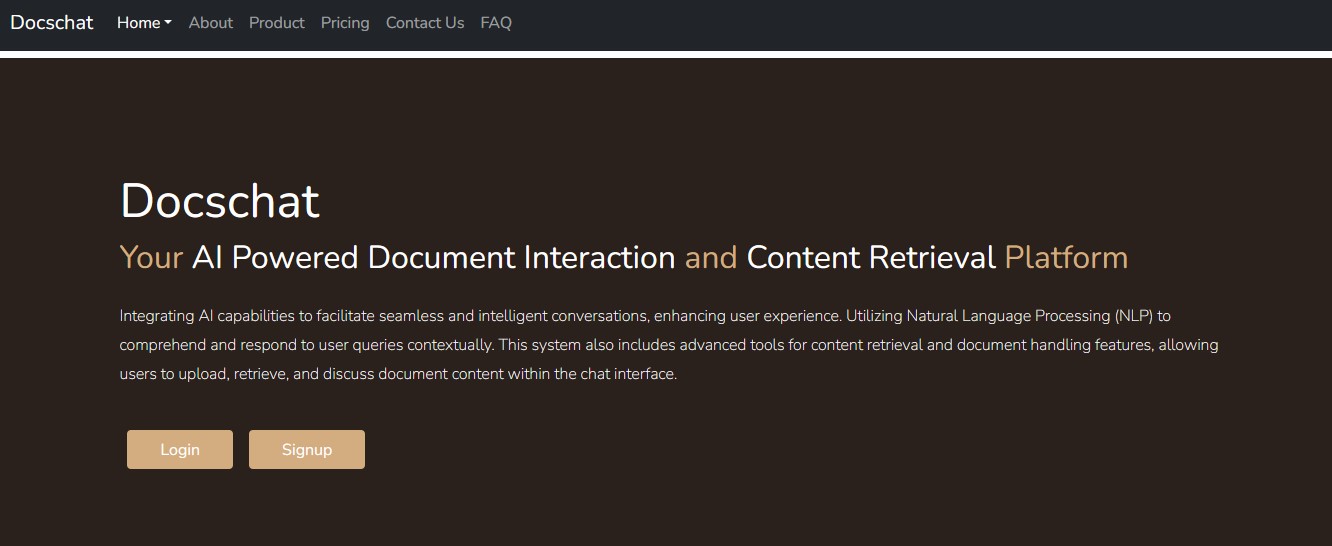 Docschat Home About Product Pricing Contact Us FAQ
Docschat
Your AI Powered Document Interaction and Content Retrieval Platform
Integrating AI capabilities to facilitate seamless and intelligent conversations, enhancing user experience. Utilizing Natural Language Processing (NLP) to
comprehend and respond to user queries contextually. This system also includes advanced tools for content retrieval and document handling features, allowing
users to upload, retrieve, and discuss document content within the chat interface.
Login Signup